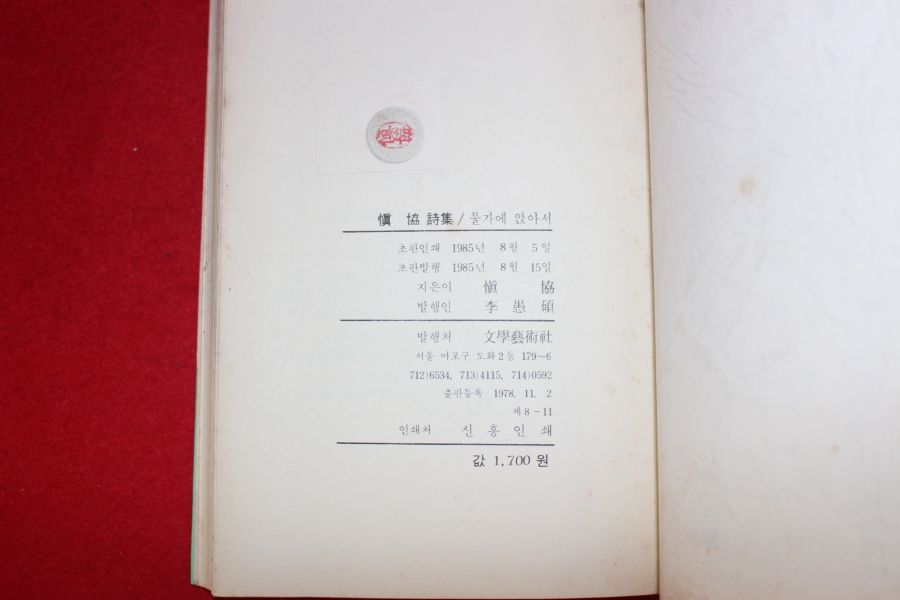 愼 協 詩集 / 물가에 앉아서
초판인쇄 1985년 8월 5일
초판발행 1985년 8월 15일
지은이 愼 協
발행인 李 愚 碩
발행처 文學藝術社
서울 마포구 도화 2 동 179~6
712)6534, 713)4115, 714)0592
출판등록 1978. 11. 2
제 8 - 11
인쇄처 신 흥 인 쇄
값 1,700 원